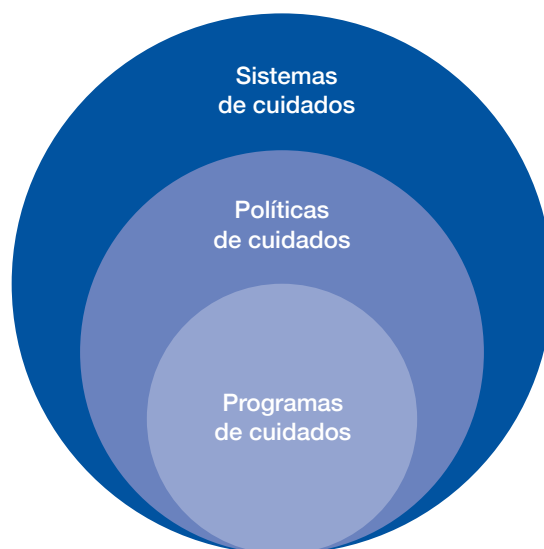 Sistemas
de cuidados
Políticas
de cuidados
Programas
de cuidados